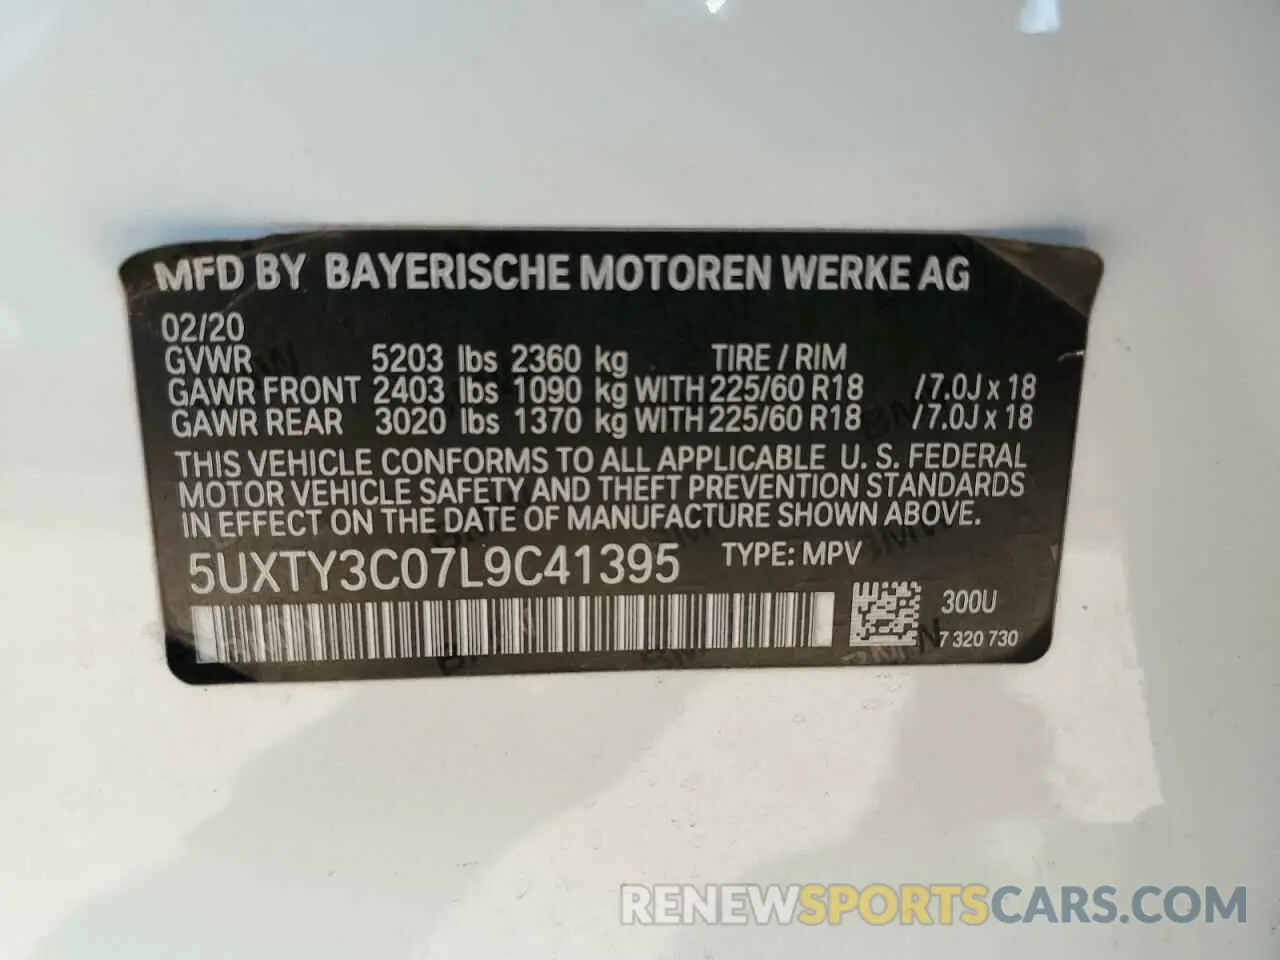 MFD BY BAYERISCHE MOTOREN WERKE AG
02/20
GVWR 5203 lbs 2360 kg TIRE / RIM
GAWR FRONT 2403 lbs 1090 kg WITH 225/60 R18 / 7.0J x 18
GAWR REAR 3020 lbs 1370 kg WITH 225/60 R18 / 7.0J x 18
THIS VEHICLE CONFORMS TO ALL APPLICABLE U. S. FEDERAL
MOTOR VEHICLE SAFETY AND THEFT PREVENTION STANDARDS
IN EFFECT ON THE DATE OF MANUFACTURE SHOWN ABOVE.
5UXTY3C07L9C41395 TYPE: MPV
300U
7 320 730
RENEWSPORTSCARS.COM